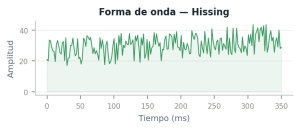 Forma de onda — Hissing
Amplitud
40
20
0
0 50 100 150 200 250 300 350
Tiempo (ms)